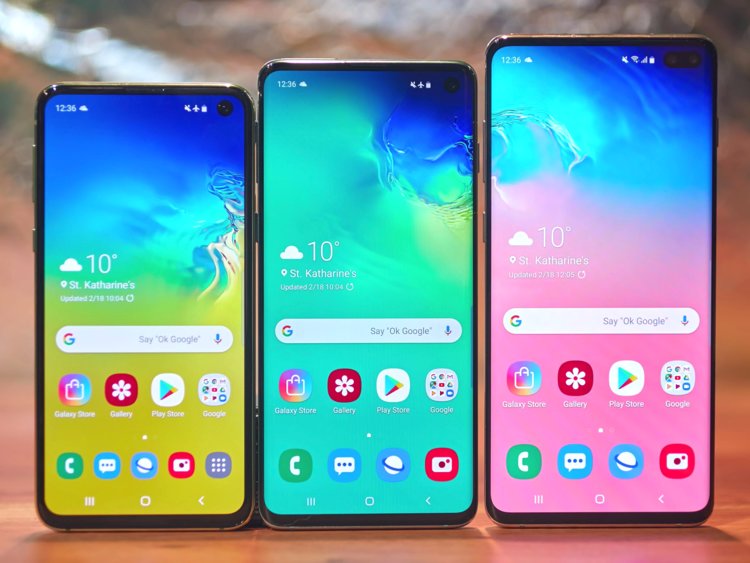 12:36
10°
St. Katharine's
Updated 2/18 10:04
Say "Ok Google"
Galaxy Store Gallery Play Store Google
12:36
10°
St. Katharine's
Updated 2/18 10:04
Say "Ok Google"
Galaxy Store Gallery Play Store Google
12:36
10°
St. Katharine's
Updated 2/18 12:05
Say "Ok Google"
Galaxy Store Gallery Play Store Google